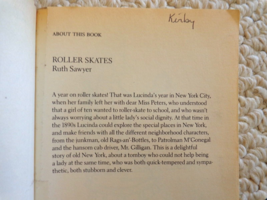 Kirby
ABOUT THIS BOOK
ROLLER SKATES
Ruth Sawyer
A year on roller skates! That was Lucinda's year in New York City,
when her family left her with dear Miss Peters, who understood
that a girl of ten wanted to roller skate to school, and who wasn't
always worrying about a little lady's social dignity. At that time in
the 1890s Lucinda could explore the special places in New York,
and make friends with all the different neighborhood characters,
from the junkman, old Rags-an'-Bottles, to Patrolman M'Gonegal
and the hansom cab driver, Mr. Gilligan. This is a delightful
story of old New York, about a tomboy who could not help being
a lady at the same time, who was both quick-tempered and sympa-
thetic, both stubborn and clever.